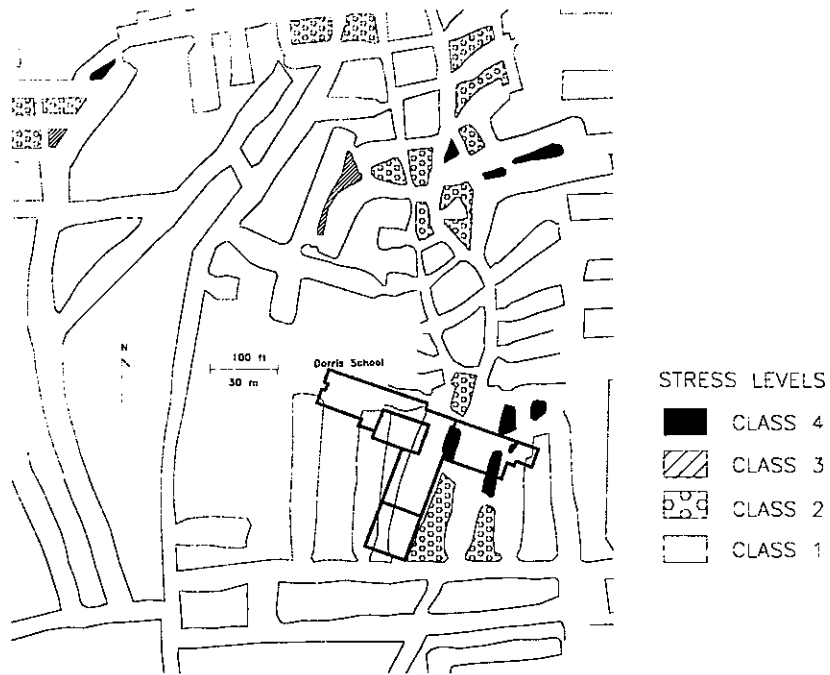 N
100 ft
30 m
Dorris School
STRESS LEVELS
CLASS 4
CLASS 3
CLASS 2
CLASS 1